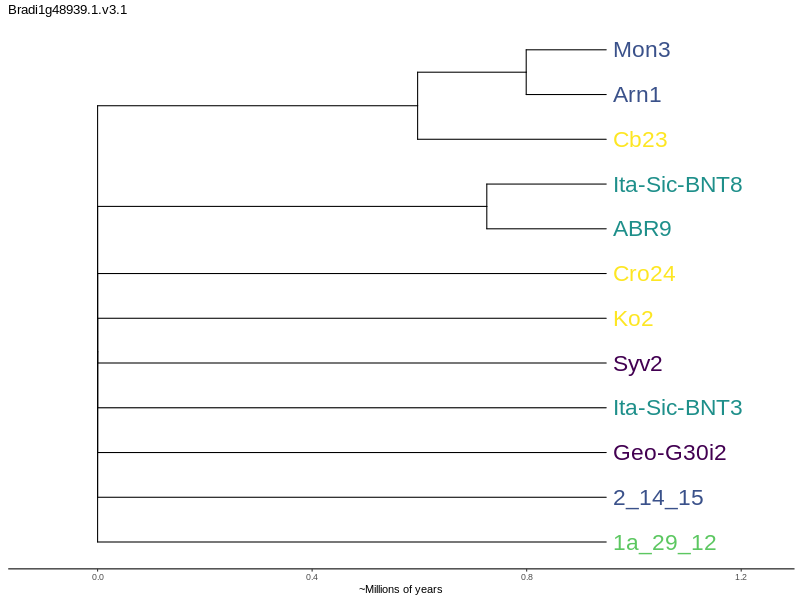 Bradi1g48939.1.v3.1
Mon3
Arn1
Cb23
Ita-Sic-BNT8
ABR9
Cro24
Ko2
Syv2
Ita-Sic-BNT3
Geo-G30i2
2_14_15
1a_29_12
0.0 0.4 0.8 1.2
~Millions of years